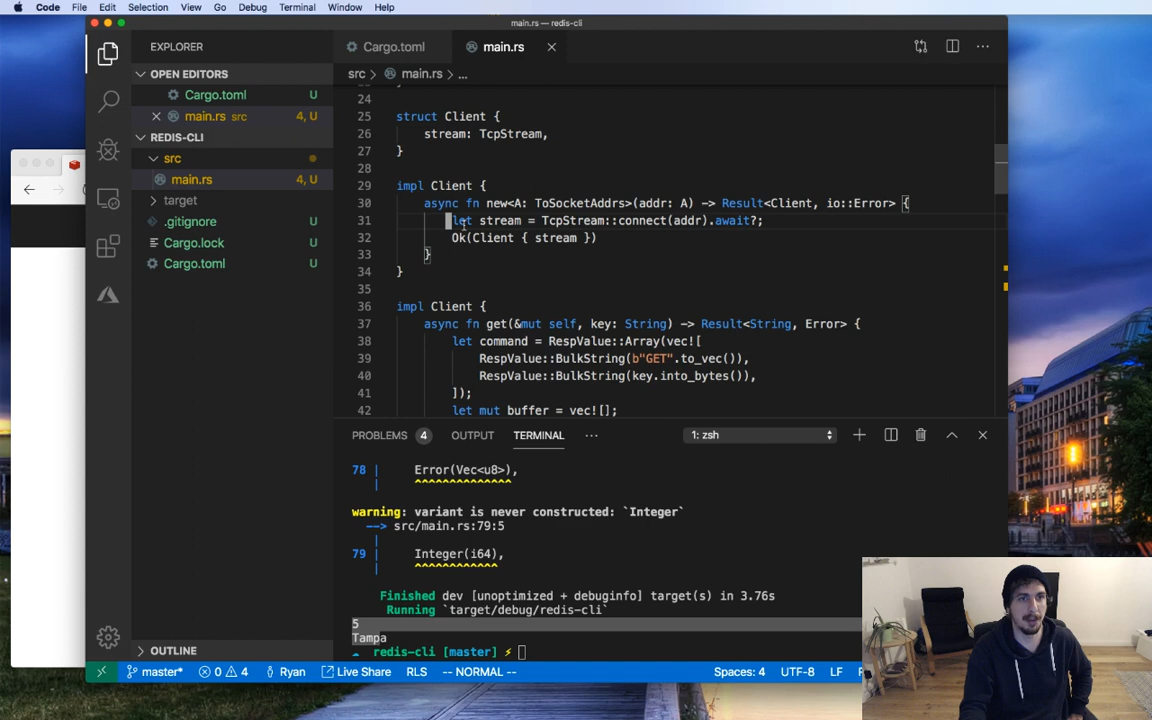 Code File Edit Selection View Go Debug Terminal Window Help
main.rs — redis-cli
EXPLORER
Cargo.toml
main.rs
OPEN EDITORS
src
main.rs
...
Cargo.toml
U
main.rs src
4, U
REDIS-CLI
src
main.rs
4, U
target
.gitignore
U
Cargo.lock
U
Cargo.toml
U
OUTLINE
24
25 struct Client {
26 stream: TcpStream,
27 }
28
29 impl Client {
30 async fn new<A: ToSocketAddrs>(addr: A) -> Result<Client, io::Error> {
31 let stream = TcpStream::connect(addr).await?;
32 Ok(Client { stream })
33 }
34 }
35
36 impl Client {
37 async fn get(&mut self, key: String) -> Result<String, Error> {
38 let command = RespValue::Array(vec![
39 RespValue::BulkString(b"GET".to_vec()),
40 RespValue::BulkString(key.into_bytes()),
41 ]);
42 let mut buffer = vec![];
PROBLEMS 4 OUTPUT TERMINAL ... 1: zsh
78 | Error(Vec<u8>),
| ^^^^^^^^^^^^^^
warning: variant is never constructed: `Integer`
--> src/main.rs:79:5
|
79 | Integer(i64),
| ^^^^^^^^^^^^
Finished dev [unoptimized + debuginfo] target(s) in 3.76s
Running `target/debug/redis-cli`
5
Tampa
redis-cli [master] ⚡
master* 0 4 Ryan Live Share RLS -- NORMAL -- Spaces: 4 UTF-8 LF